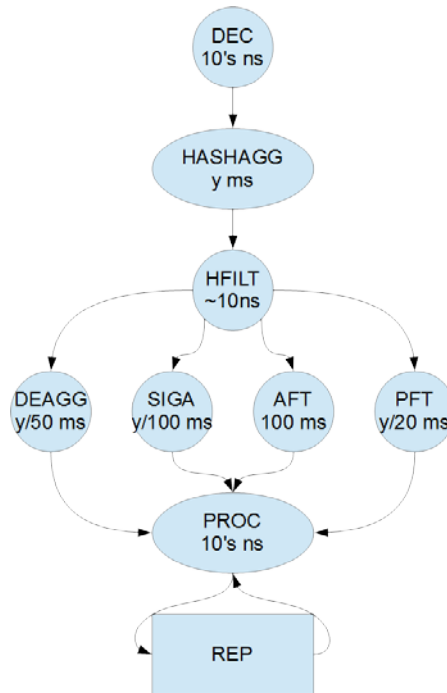 DEC
10's ns
HASHAGG
y ms
HFILT
~10ns
DEAGG
y/50 ms
SIGA
y/100 ms
AFT
100 ms
PFT
y/20 ms
PROC
10's ns
REP